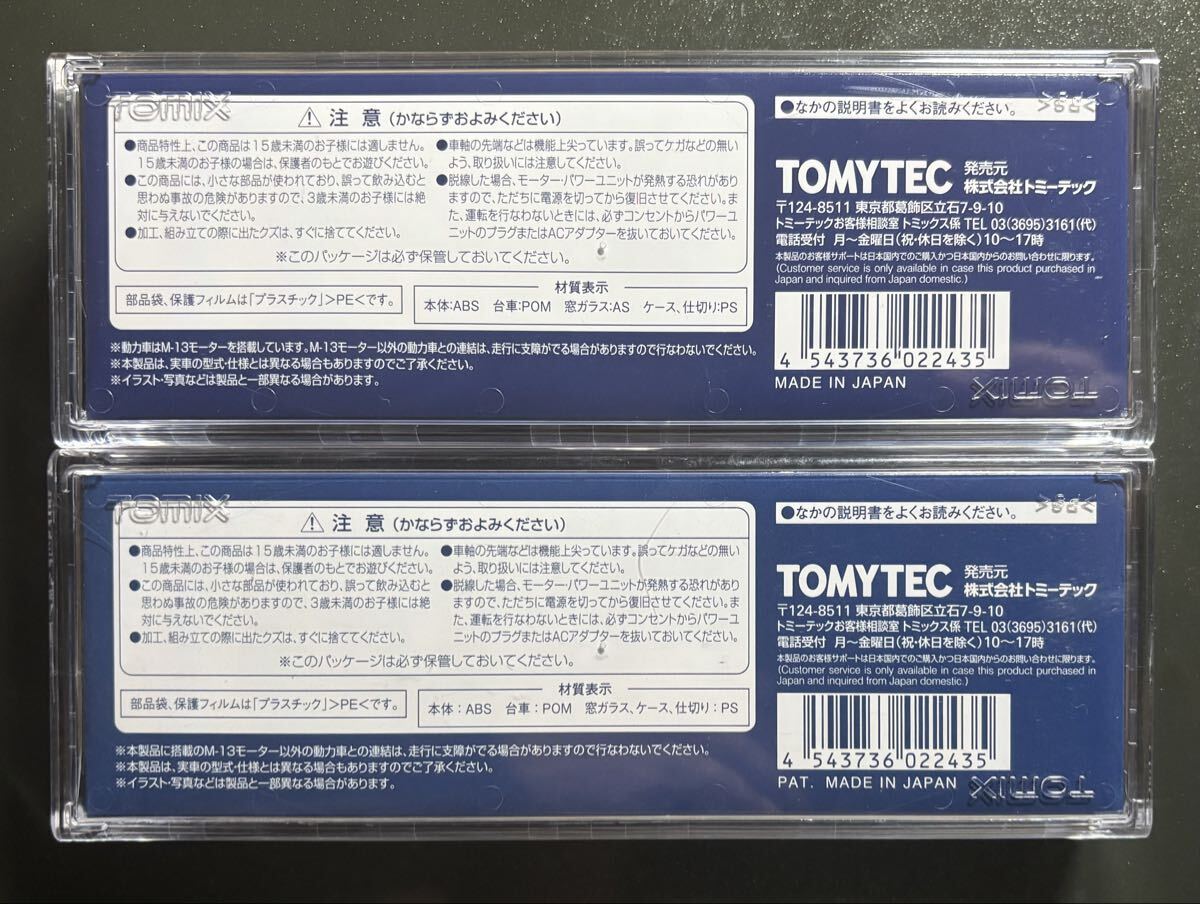 TOMIX
⚠ 注 意 (かならずおよみください)
●商品特性上、この商品は15歳未満のお子様には適しません。
15歳未満のお子様の場合は、保護者のもとでお遊びください。
●この商品には、小さな部品が使われており、誤って飲み込むと
思わぬ事故の危険がありますので、3歳未満のお子様には絶
対に与えないでください。
●加工、組み立ての際に出たクズは、すぐに捨ててください。
●車軸の先端などは機能上尖っています。誤ってケガなどの無い
よう、取り扱いには注意してください。
●脱線した場合、モーター・パワーユニットが発熱する恐れがあり
ますので、ただちに電源を切ってから復旧させてください。ま
た、運転を行なわないときには、必ずコンセントからパワーユ
ニットのプラグまたはACアダプターを抜いておいてください。
※このパッケージは必ず保管しておいてください。
部品袋、保護フィルムは「プラスチック」>PE<です。
材質表示
本体:ABS 台車:POM 窓ガラス:AS ケース、仕切り:PS
※動力車はM-13モーターを搭載しています。M-13モーター以外の動力車との連結は、走行に支障がでる場合がありますので行なわないでください。
※本製品は、実車の型式・仕様とは異なる場合もありますのでご了承ください。
※イラスト・写真などは製品と一部異なる場合があります。
●なかの説明書をよくお読みください。
>PS<
TOMYTEC 発売元
株式会社トミーテック
〒124-8511 東京都葛飾区立石7-9-10
トミーテックお客様相談室 トミックス係 TEL 03(3695)3161(代)
電話受付 月〜金曜日(祝・休日を除く)10〜17時
本製品のお客様サポートは日本国内でのご購入かつ日本国内からのお問い合わせに限ります。
(Customer service is only available in case this product purchased in
Japan and inquired from Japan domestic.)
4 543736 022435
MADE IN JAPAN
TOMIX
TOMIX
⚠ 注 意 (かならずおよみください)
●商品特性上、この商品は15歳未満のお子様には適しません。
15歳未満のお子様の場合は、保護者のもとでお遊びください。
●この商品には、小さな部品が使われており、誤って飲み込むと
思わぬ事故の危険がありますので、3歳未満のお子様には絶
対に与えないでください。
●加工、組み立ての際に出たクズは、すぐに捨ててください。
●車軸の先端などは機能上尖っています。誤ってケガなどの無い
よう、取り扱いには注意してください。
●脱線した場合、モーター・パワーユニットが発熱する恐れがあり
ますので、ただちに電源を切ってから復旧させてください。ま
た、運転を行なわないときには、必ずコンセントからパワーユ
ニットのプラグまたはACアダプターを抜いておいてください。
※このパッケージは必ず保管しておいてください。
部品袋、保護フィルムは「プラスチック」>PE<です。
材質表示
本体：ABS 台車：POM 窓ガラス、ケース、仕切り：PS
※本製品に搭載のM-13モーター以外の動力車との連結は、走行に支障がでる場合がありますので行なわないでください。
※本製品は、実車の型式・仕様とは異なる場合もありますのでご了承ください。
※イラスト・写真などは製品と一部異なる場合があります。
●なかの説明書をよくお読みください。
>PS<
TOMYTEC 発売元
株式会社トミーテック
〒124-8511 東京都葛飾区立石7-9-10
トミーテックお客様相談室 トミックス係 TEL 03(3695)3161(代)
電話受付 月〜金曜日(祝・休日を除く)10〜17時
本製品のお客様サポートは日本国内でのご購入かつ日本国内からのお問い合わせに限ります。
(Customer service is only available in case this product purchased in
Japan and inquired from Japan domestic.)
4 543736 022435
PAT. MADE IN JAPAN
TOMIX